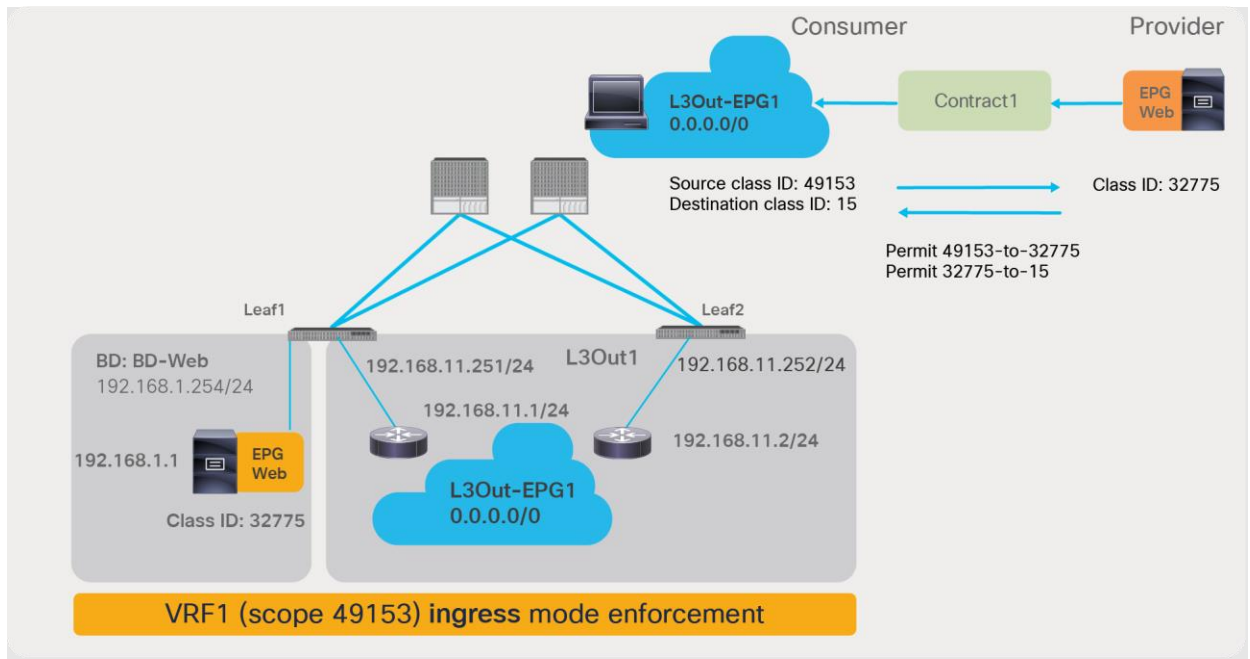 Consumer
Provider
L3Out-EPG1
0.0.0.0/0
Contract1
EPG
Web
Source class ID: 49153
Destination class ID: 15
Class ID: 32775
Permit 49153-to-32775
Permit 32775-to-15
Leaf1
Leaf2
BD: BD-Web
192.168.1.254/24
192.168.11.251/24
L3Out1
192.168.11.252/24
192.168.11.1/24
192.168.11.2/24
192.168.1.1
EPG
Web
L3Out-EPG1
0.0.0.0/0
Class ID: 32775
VRF1 (scope 49153) ingress mode enforcement